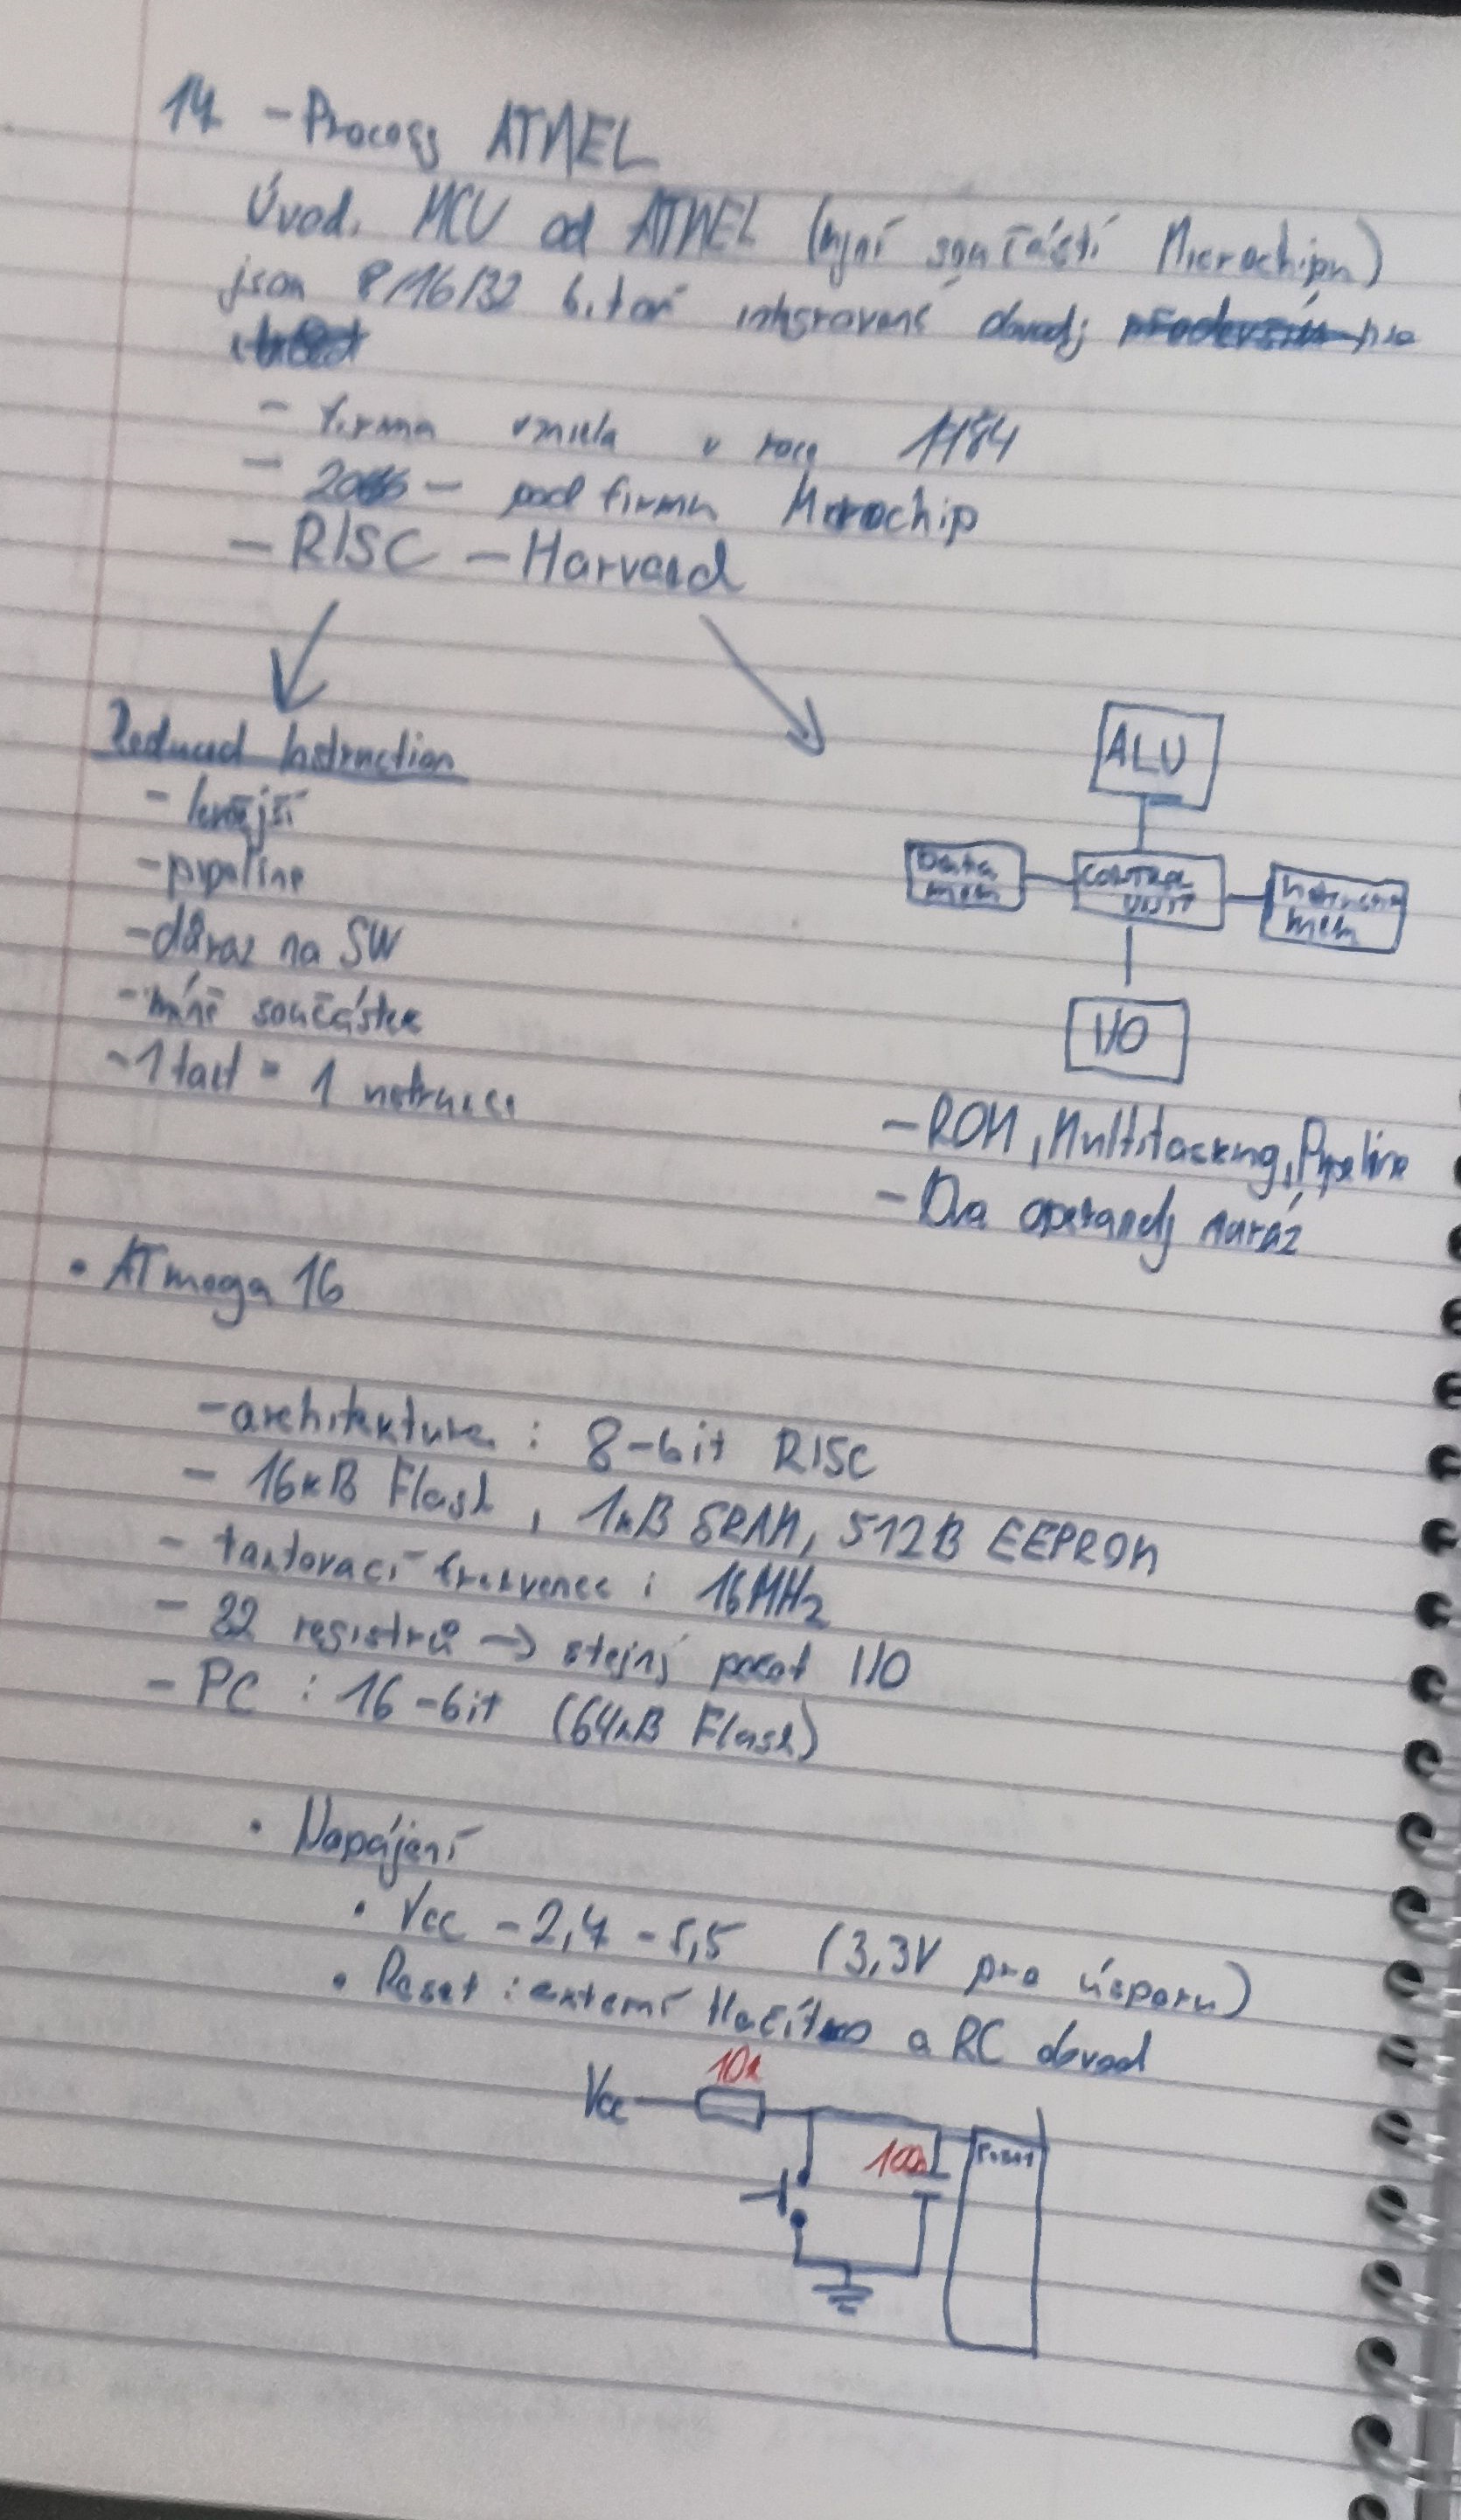 14 - Process ATMEL
Úvod. MCU od ATMEL (nyní součástí Microchipu)
jsou 8/16/32 bitové integrované obvody pro
- firma vznikla v roce 1984
- 2016 - pod firmu Microchip
- RISC - Harvard
Reduced Instruction
- levnější
- pipeline
- důraz na SW
- méně součástek
- 1 takt = 1 instrukce
ALU
Data mem
CONTROL UNIT
Instruction mem
I/O
- ROM, Multitasking, Pipeline
- Dva operandy naráz
• ATmega 16
- architektura : 8-bit RISC
- 16kB Flash, 1kB SRAM, 512B EEPROM
- taktovací frekvence : 16MHz
- 32 registrů -> stejný počet I/O
- PC : 16-bit (64kB Flash)
• Napájení
• Vcc - 2,7 - 5,5 (3,3V pro úsporu)
• Reset : externí tlačítko a RC obvod
Vcc
10k
100n
RESET